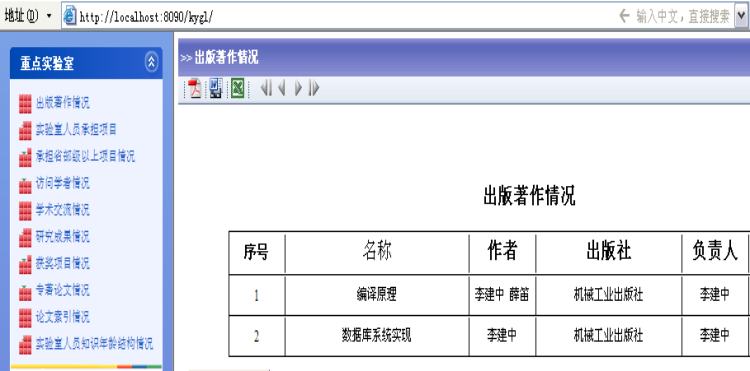 地址(D) http://localhost:8090/kygl/ 输入中文，直接搜索
重点实验室
出版著作情况
实验室人员承担项目
承担省部级以上项目情况
访问学者情况
学术交流情况
研究成果情况
获奖项目情况
专著论文情况
论文索引情况
实验室人员知识年龄结构情况
>> 出版著作情况
出版著作情况
序号 名称 作者 出版社 负责人
1 编译原理 李建中 薛笛 机械工业出版社 李建中
2 数据库系统实现 李建中 机械工业出版社 李建中